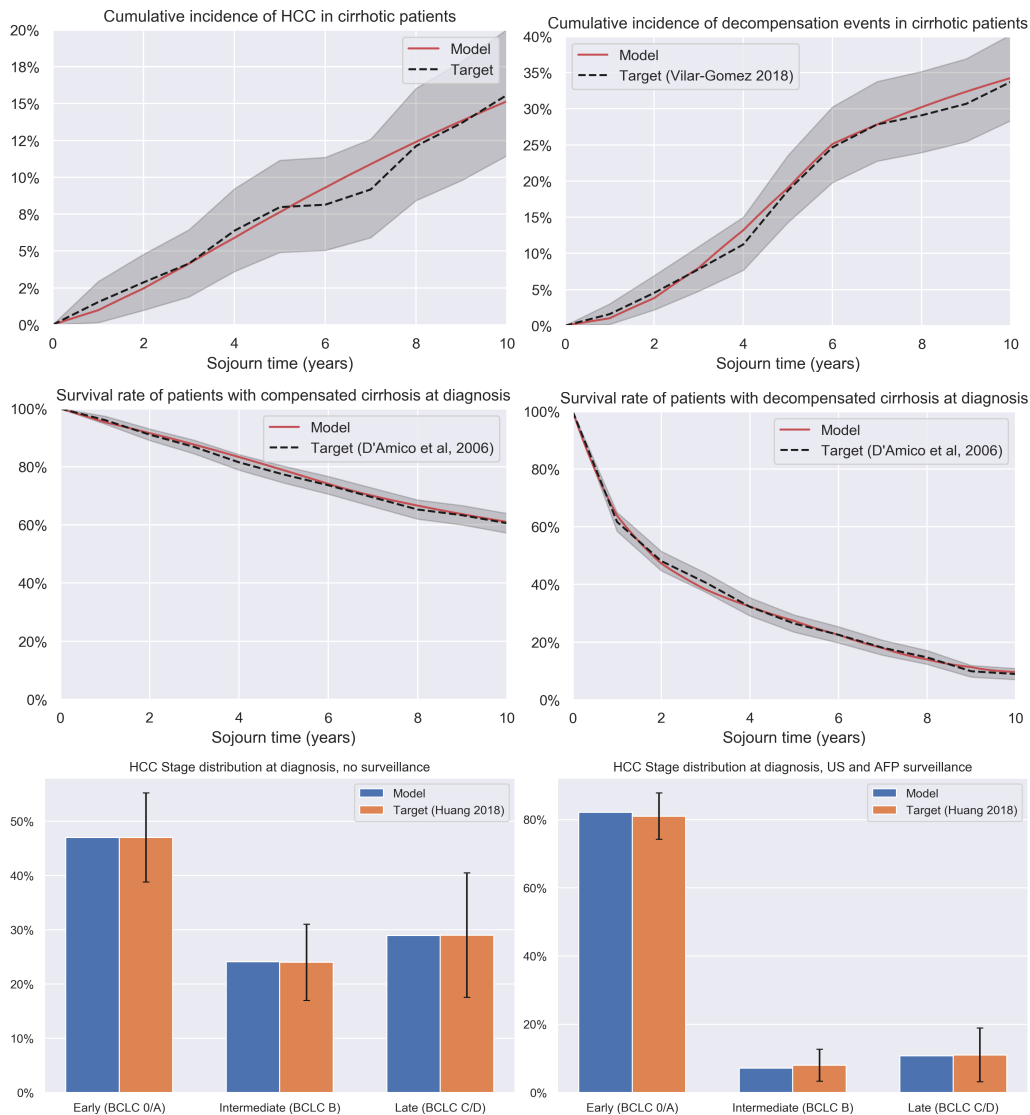 Cumulative incidence of HCC in cirrhotic patients
20%
18%
15%
12%
10%
8%
5%
2%
0%
Model
Target
0 2 4 6 8 10
Sojourn time (years)
Cumulative incidence of decompensation events in cirrhotic patients
40%
35%
30%
25%
20%
15%
10%
5%
0%
Model
Target (Vilar-Gomez 2018)
0 2 4 6 8 10
Sojourn time (years)
Survival rate of patients with compensated cirrhosis at diagnosis
100%
80%
60%
40%
20%
0%
Model
Target (D'Amico et al, 2006)
0 2 4 6 8 10
Sojourn time (years)
Survival rate of patients with decompensated cirrhosis at diagnosis
100%
80%
60%
40%
20%
0%
Model
Target (D'Amico et al, 2006)
0 2 4 6 8 10
Sojourn time (years)
HCC Stage distribution at diagnosis, no surveillance
50%
40%
30%
20%
10%
0%
Model
Target (Huang 2018)
Early (BCLC 0/A) Intermediate (BCLC B) Late (BCLC C/D)
HCC Stage distribution at diagnosis, US and AFP surveillance
80%
60%
40%
20%
0%
Model
Target (Huang 2018)
Early (BCLC 0/A) Intermediate (BCLC B) Late (BCLC C/D)